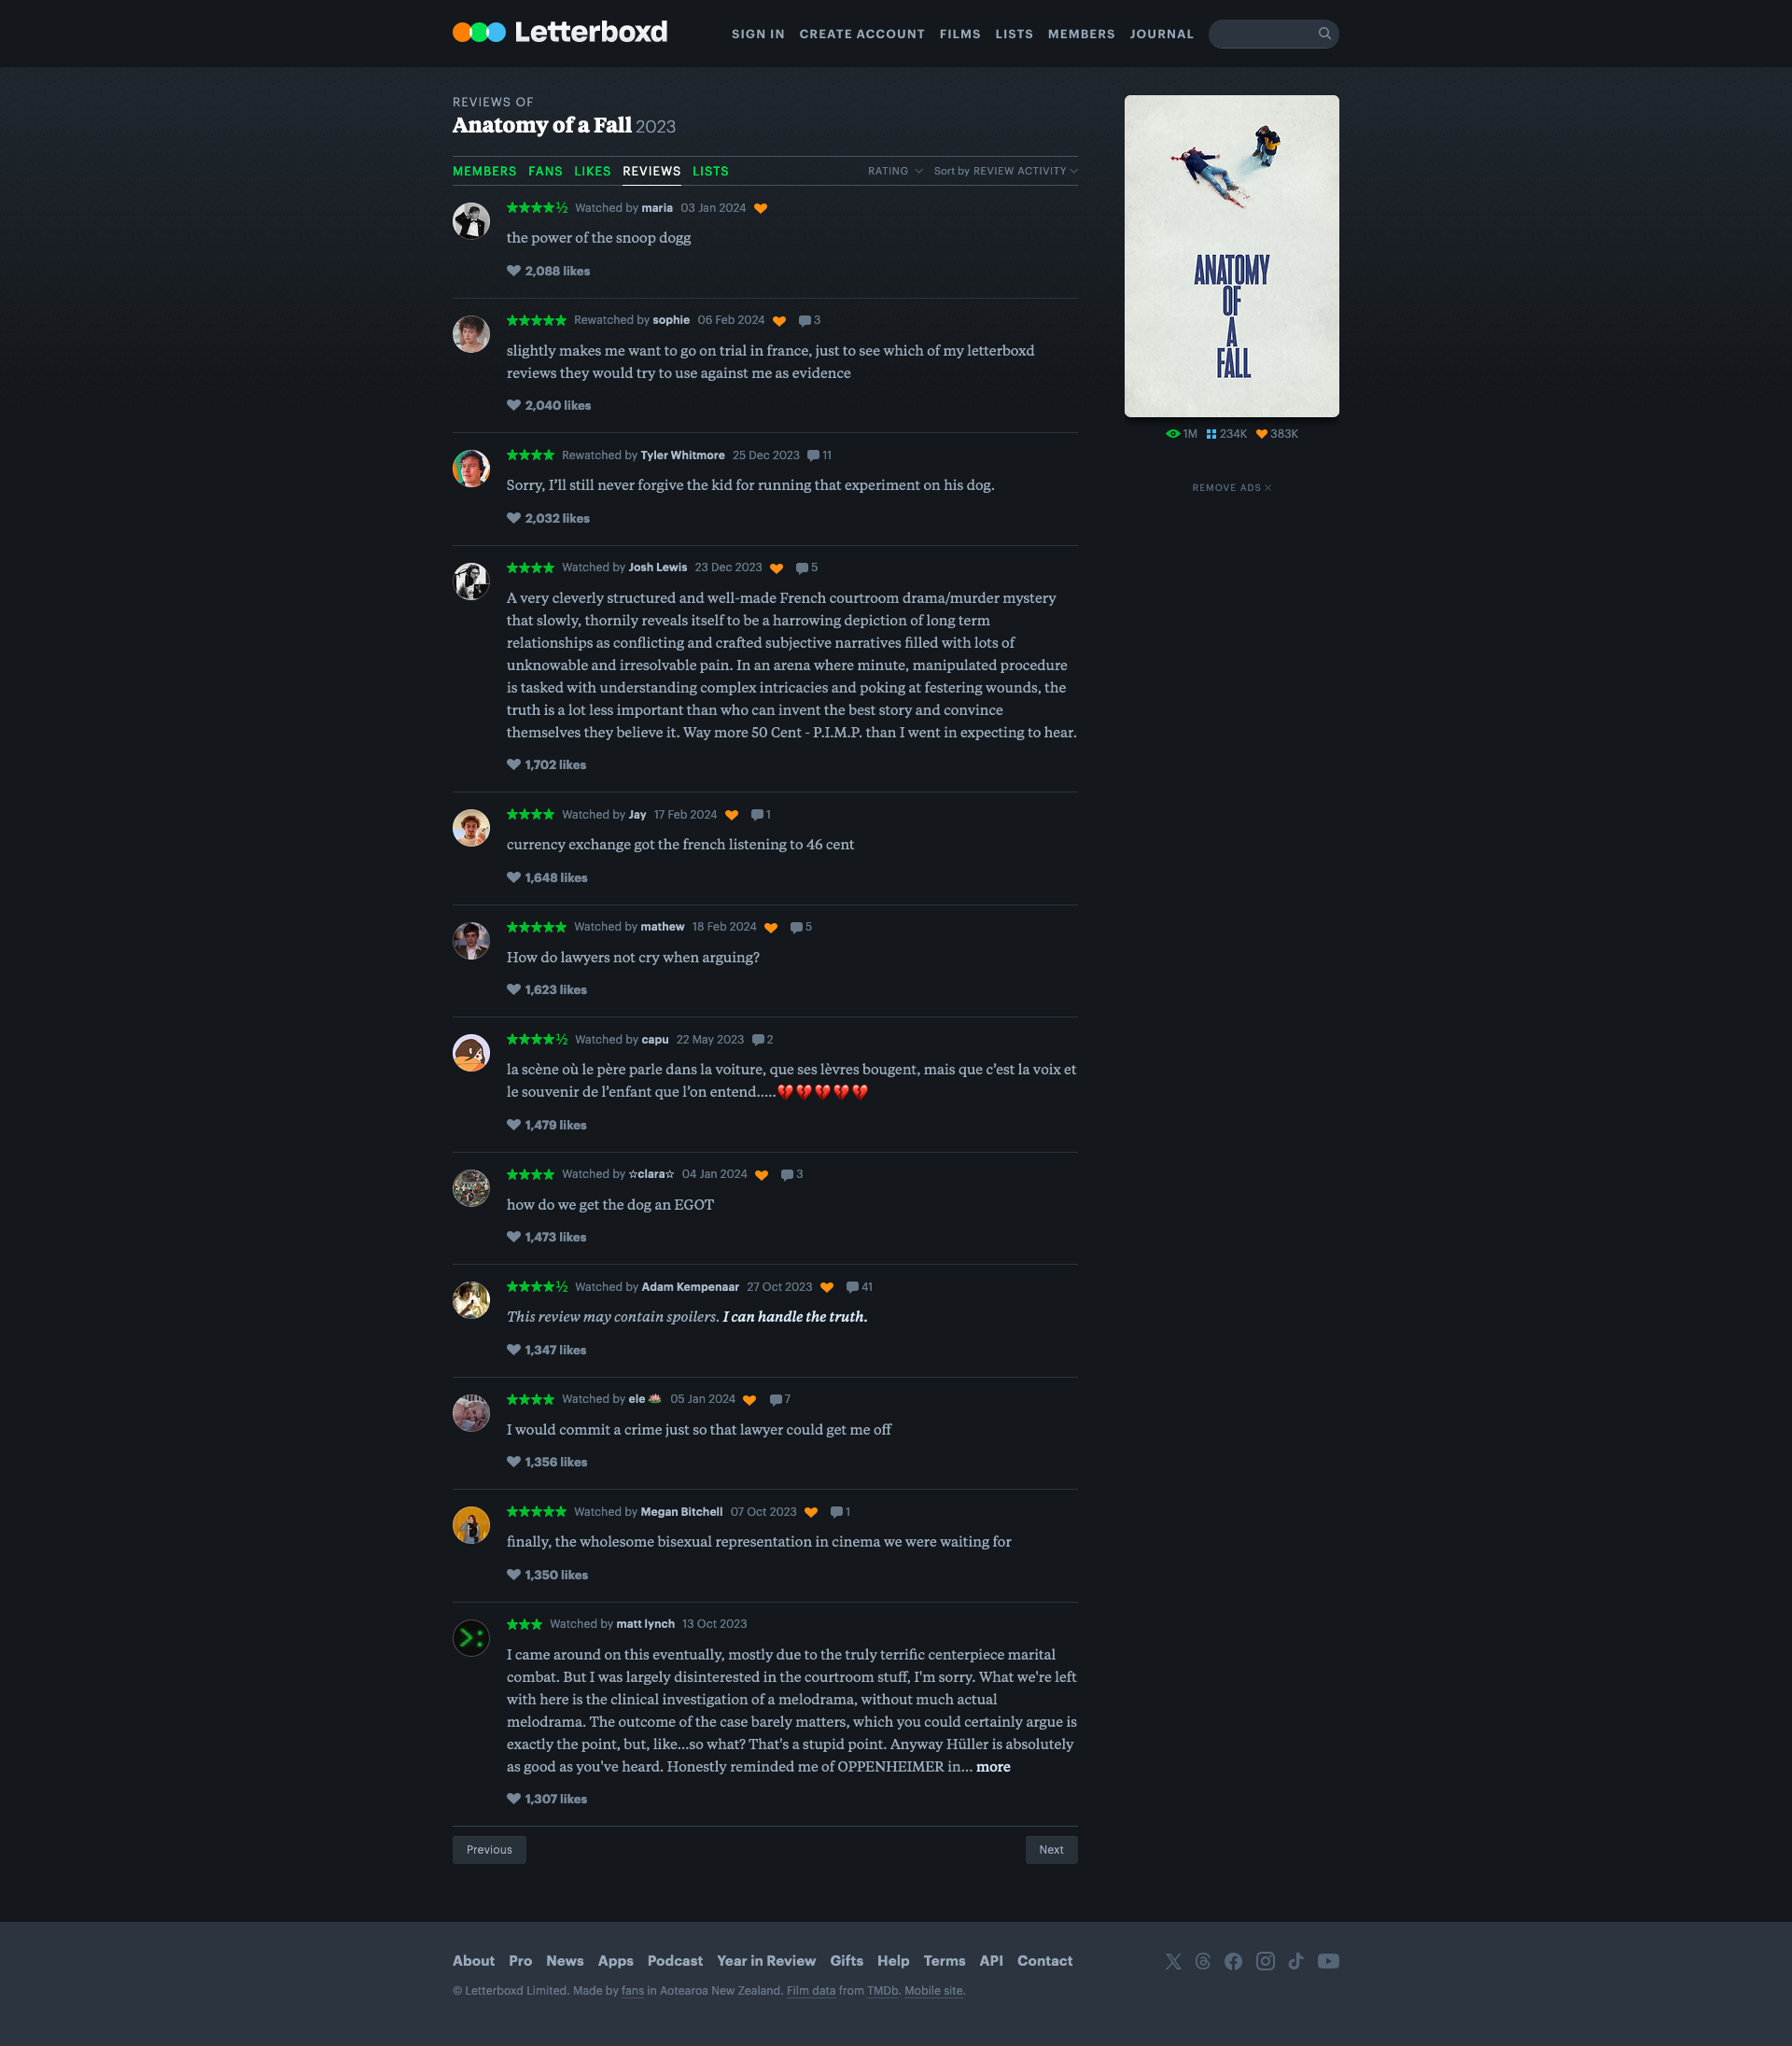 Letterboxd
SIGN IN CREATE ACCOUNT FILMS LISTS MEMBERS JOURNAL
REVIEWS OF
Anatomy of a Fall 2023
MEMBERS FANS LIKES REVIEWS LISTS RATING Sort by REVIEW ACTIVITY
★★★★½ Watched by maria 03 Jan 2024
the power of the snoop dogg
2,088 likes
★★★★★ Rewatched by sophie 06 Feb 2024 3
slightly makes me want to go on trial in france, just to see which of my letterboxd
reviews they would try to use against me as evidence
2,040 likes
★★★★ Rewatched by Tyler Whitmore 25 Dec 2023 11
Sorry, I’ll still never forgive the kid for running that experiment on his dog.
2,032 likes
★★★★ Watched by Josh Lewis 23 Dec 2023 5
A very cleverly structured and well-made French courtroom drama/murder mystery
that slowly, thornily reveals itself to be a harrowing depiction of long term
relationships as conflicting and crafted subjective narratives filled with lots of
unknowable and irresolvable pain. In an arena where minute, manipulated procedure
is tasked with understanding complex intricacies and poking at festering wounds, the
truth is a lot less important than who can invent the best story and convince
themselves they believe it. Way more 50 Cent - P.I.M.P. than I went in expecting to hear.
1,702 likes
★★★★ Watched by Jay 17 Feb 2024 1
currency exchange got the french listening to 46 cent
1,648 likes
★★★★★ Watched by mathew 18 Feb 2024 5
How do lawyers not cry when arguing?
1,623 likes
★★★★½ Watched by capu 22 May 2023 2
la scène où le père parle dans la voiture, que ses lèvres bougent, mais que c’est la voix et
le souvenir de l’enfant que l’on entend.....💔💔💔💔💔
1,479 likes
★★★★ Watched by ☆clara☆ 04 Jan 2024 3
how do we get the dog an EGOT
1,473 likes
★★★★½ Watched by Adam Kempenaar 27 Oct 2023 41
This review may contain spoilers. I can handle the truth.
1,347 likes
★★★★ Watched by ele 🪷 05 Jan 2024 7
I would commit a crime just so that lawyer could get me off
1,356 likes
★★★★★ Watched by Megan Bitchell 07 Oct 2023 1
finally, the wholesome bisexual representation in cinema we were waiting for
1,350 likes
★★★ Watched by matt lynch 13 Oct 2023
I came around on this eventually, mostly due to the truly terrific centerpiece marital
combat. But I was largely disinterested in the courtroom stuff, I'm sorry. What we're left
with here is the clinical investigation of a melodrama, without much actual
melodrama. The outcome of the case barely matters, which you could certainly argue is
exactly the point, but, like...so what? That's a stupid point. Anyway Hüller is absolutely
as good as you've heard. Honestly reminded me of OPPENHEIMER in… more
1,307 likes
Previous Next
ANATOMY
OF
A
FALL
1M 234K 383K
REMOVE ADS
About Pro News Apps Podcast Year in Review Gifts Help Terms API Contact
© Letterboxd Limited. Made by fans in Aotearoa New Zealand. Film data from TMDb. Mobile site.